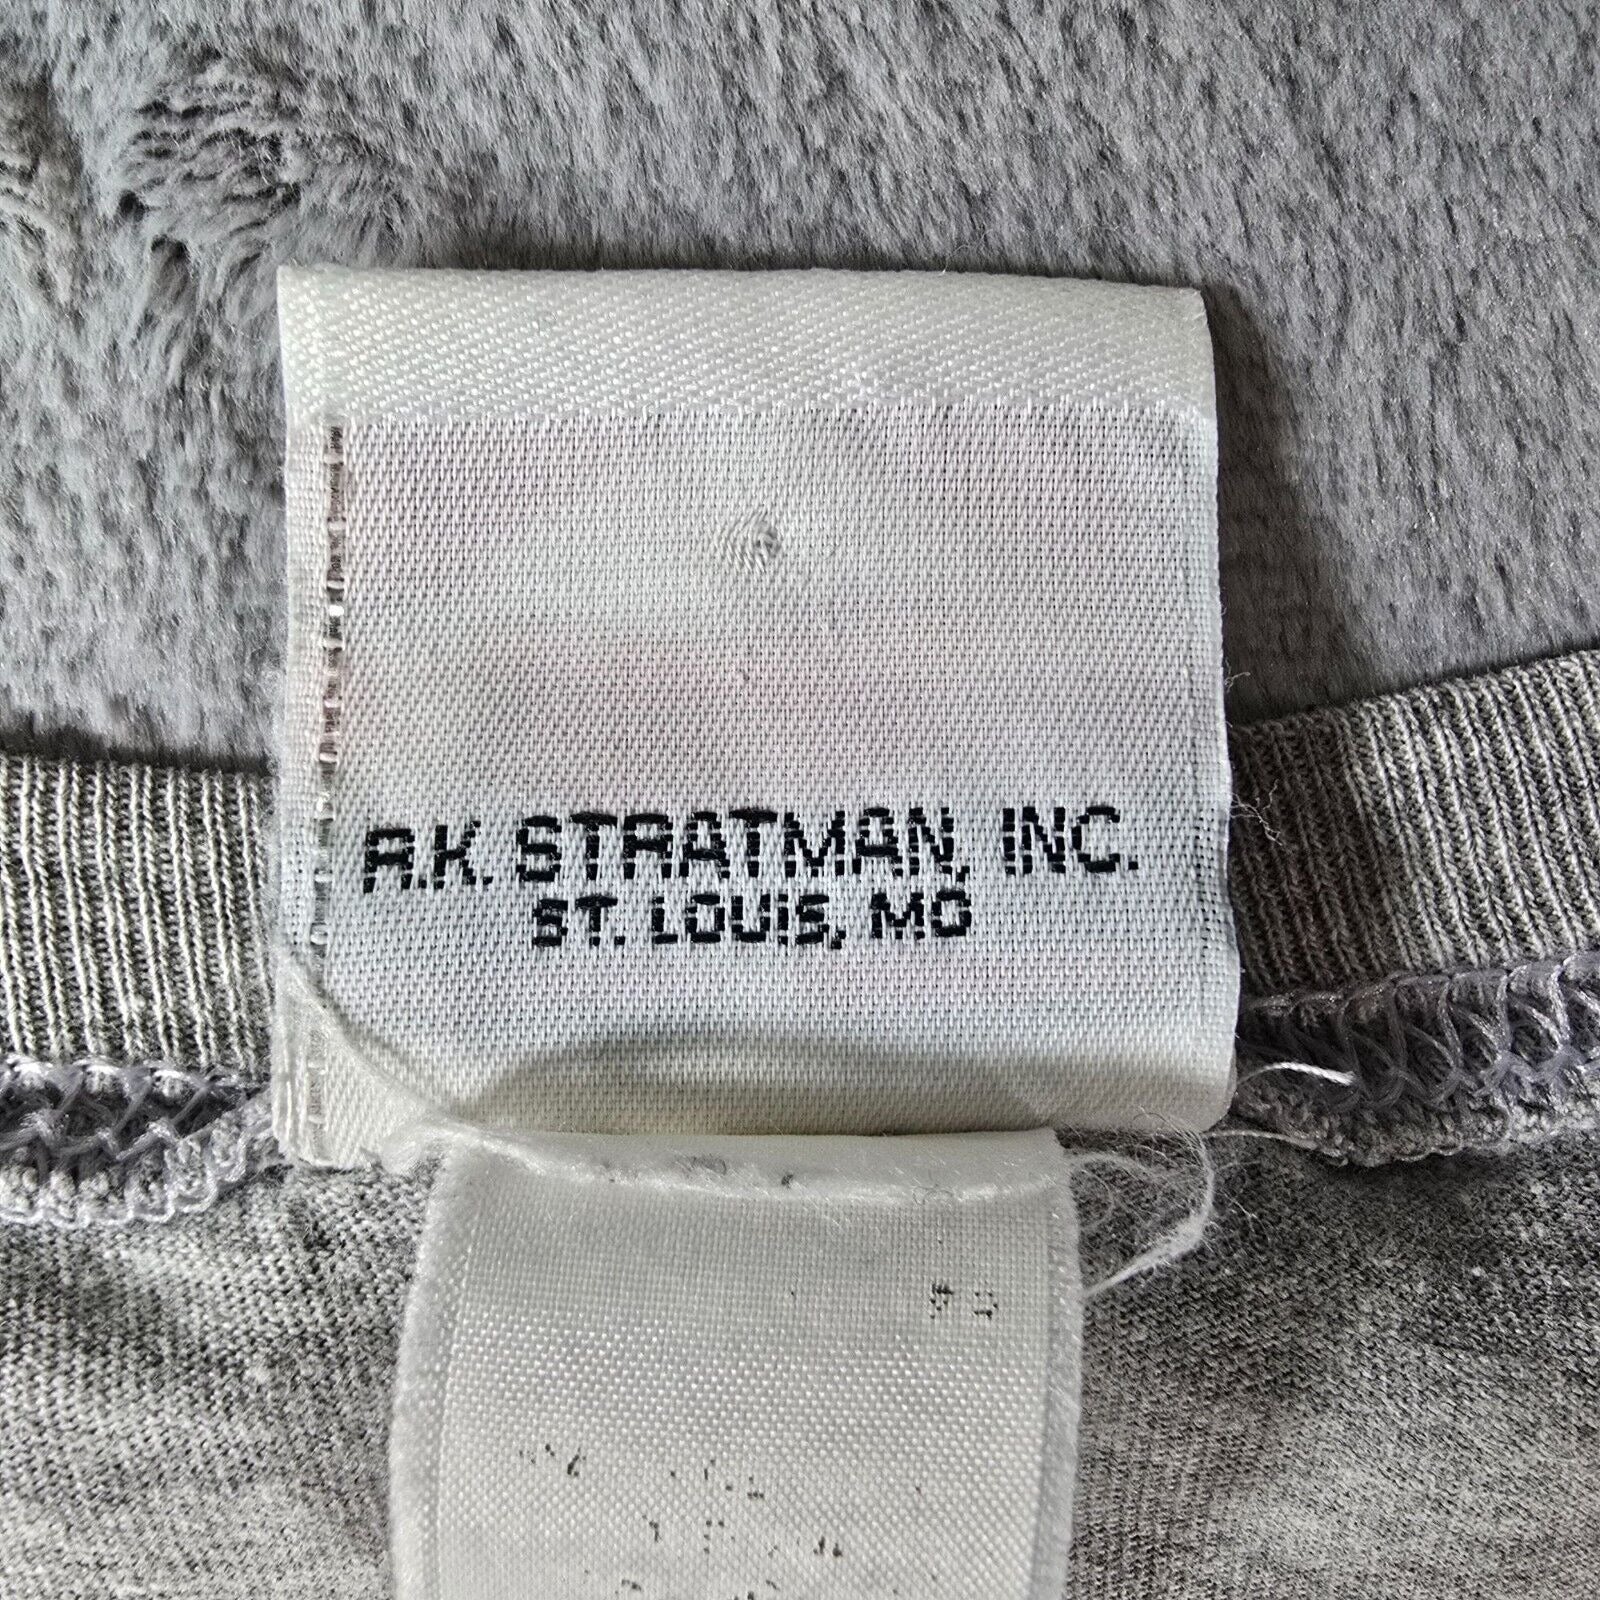 R.K. STRATMAN, INC.
ST. LOUIS, MO